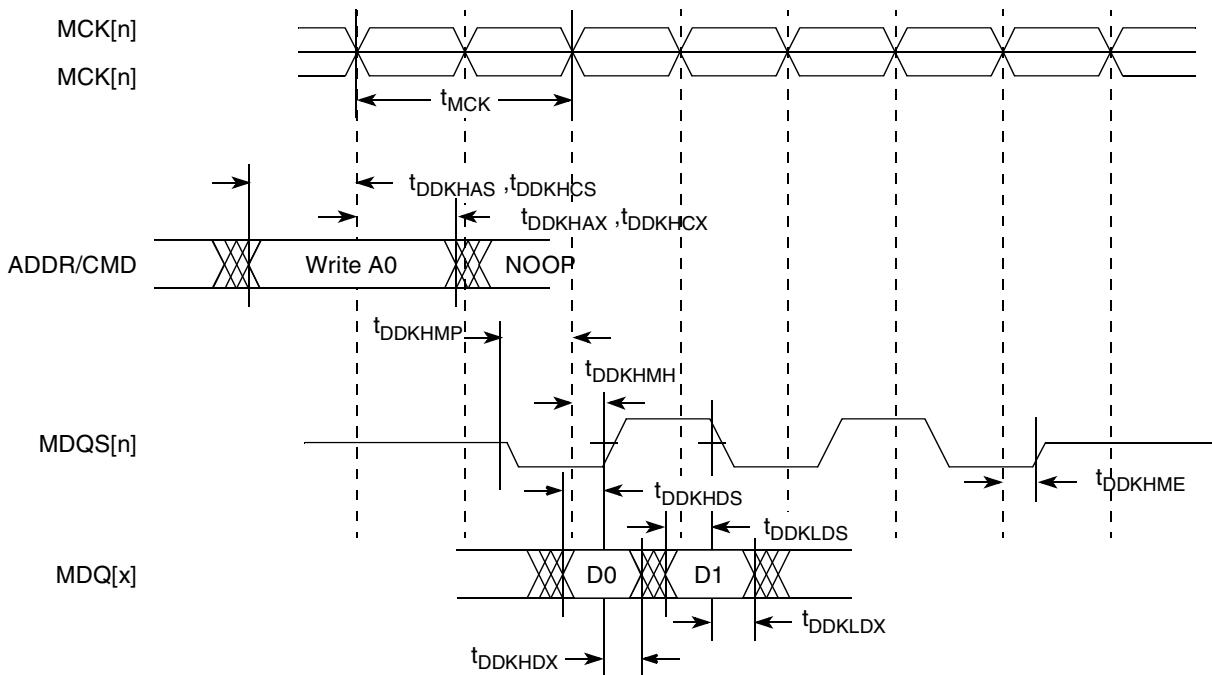 MCK[n]
MCK[n]
tMCK
tDDKHAS ,tDDKHCS
tDDKHAX ,tDDKHCX
ADDR/CMD
Write A0
NOOP
tDDKHMP
tDDKHMH
MDQS[n]
tDDKHME
tDDKHDS
tDDKLDS
MDQ[x]
D0
D1
tDDKLDX
tDDKHDX